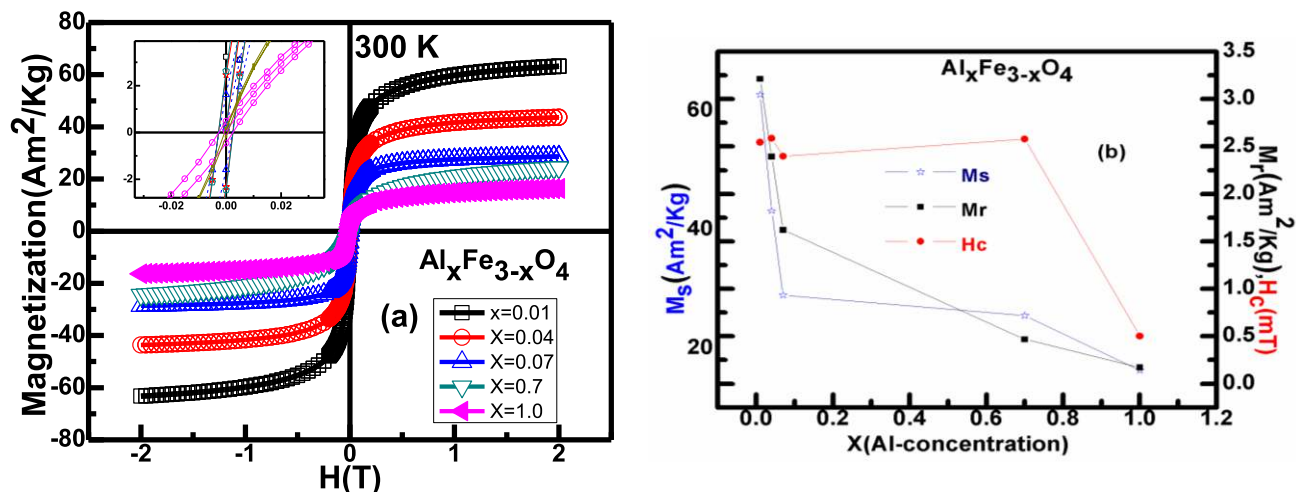 80
60
40
20
0
-20
-40
-60
-80
Magnetization(Am²/Kg)
300 K
2
0
-2
-0.02 0.00 0.02
AlₓFe₃₋ₓO₄
(a)
x=0.01
X=0.04
X=0.07
X=0.7
X=1.0
-2 -1 0 1 2
H(T)
60
40
20
Mₛ(Am²/Kg)
AlₓFe₃₋ₓO₄
(b)
Ms
Mr
Hc
3.5
3.0
2.5
2.0
1.5
1.0
0.5
0.0
Mᵣ(Am²/Kg),H_C(mT)
0.0 0.2 0.4 0.6 0.8 1.0 1.2
X(Al-concentration)